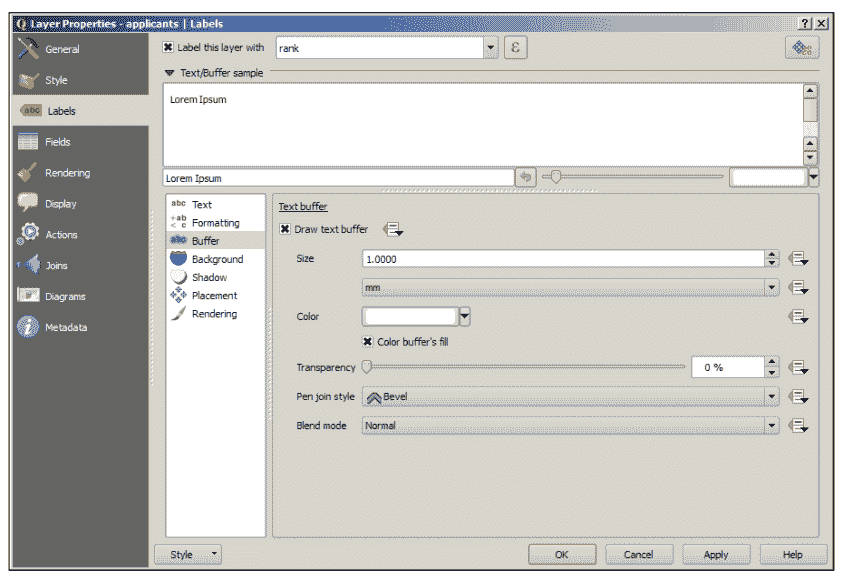 Layer Properties - applicants | Labels
General
Style
abc Labels
Fields
Rendering
Display
Actions
Joins
Diagrams
Metadata
Label this layer with rank ε
Text/Buffer sample
Lorem Ipsum
Lorem Ipsum
abc Text
+ab < c Formatting
abc Buffer
Background
Shadow
Placement
Rendering
Text buffer
Draw text buffer
Size 1.0000
mm
Color
Color buffer's fill
Transparency 0 %
Pen join style Bevel
Blend mode Normal
Style OK Cancel Apply Help